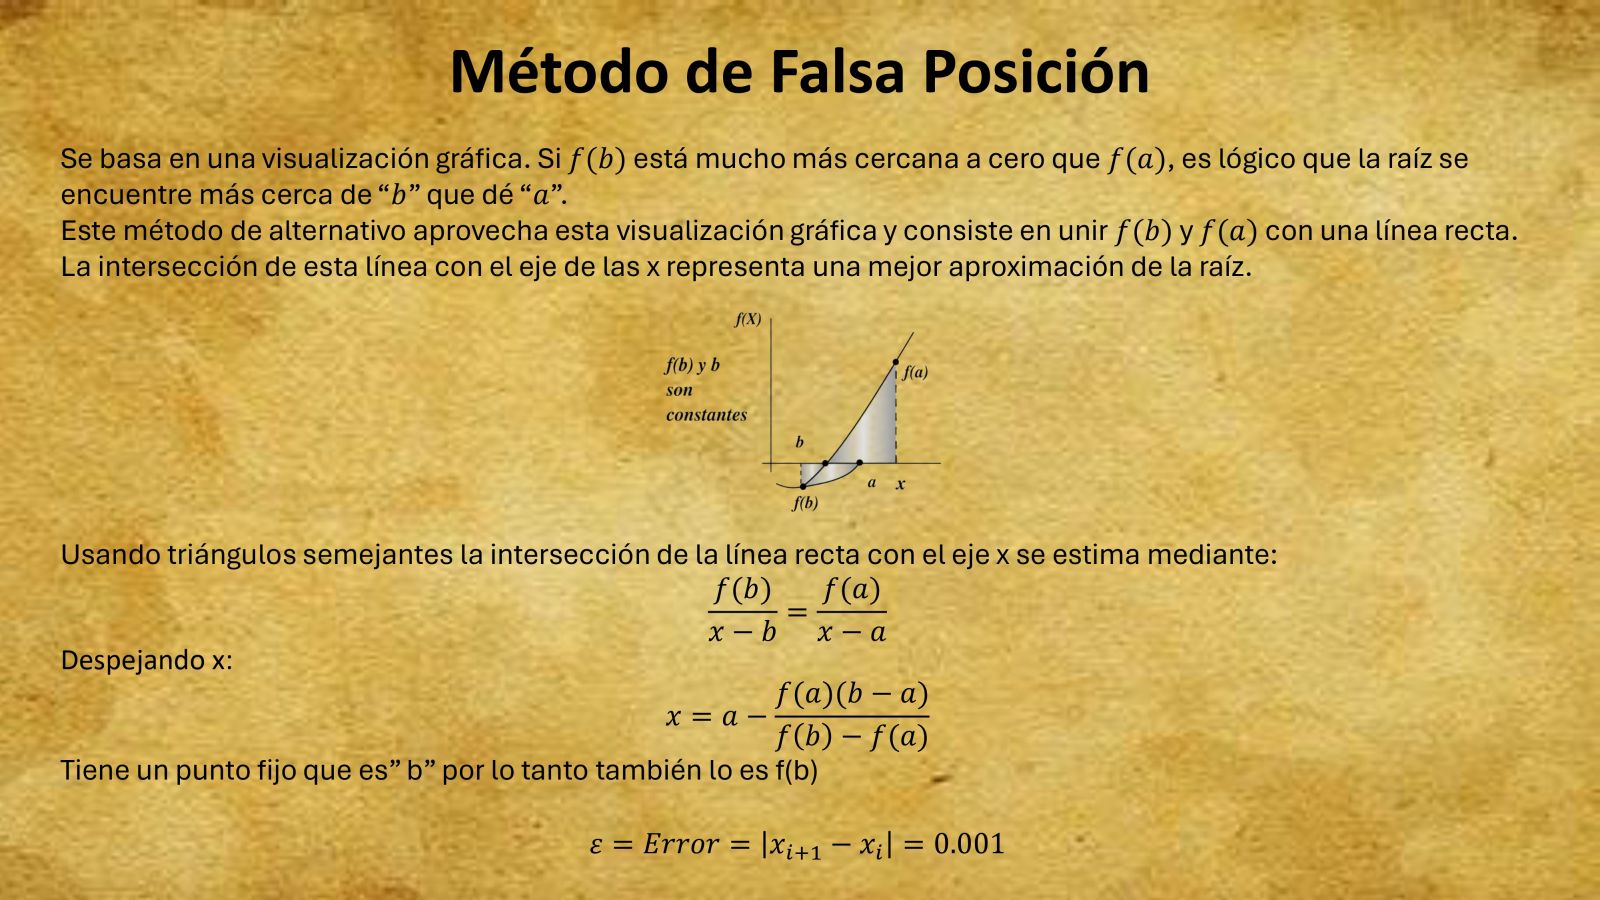 Método de Falsa Posición
Se basa en una visualización gráfica. Si f(b) está mucho más cercana a cero que f(a), es lógico que la raíz se
encuentre más cerca de “b” que dé “a”.
Este método de alternativo aprovecha esta visualización gráfica y consiste en unir f(b) y f(a) con una línea recta.
La intersección de esta línea con el eje de las x representa una mejor aproximación de la raíz.
f(X)
f(b) y b
son
constantes
f(a)
b
a x
f(b)
Usando triángulos semejantes la intersección de la línea recta con el eje x se estima mediante:
f(b)/(x − b) = f(a)/(x − a)
Despejando x:
x = a − f(a)(b − a)/(f(b) − f(a))
Tiene un punto fijo que es” b” por lo tanto también lo es f(b)
ε = Error = |xᵢ₊₁ − xᵢ| = 0.001